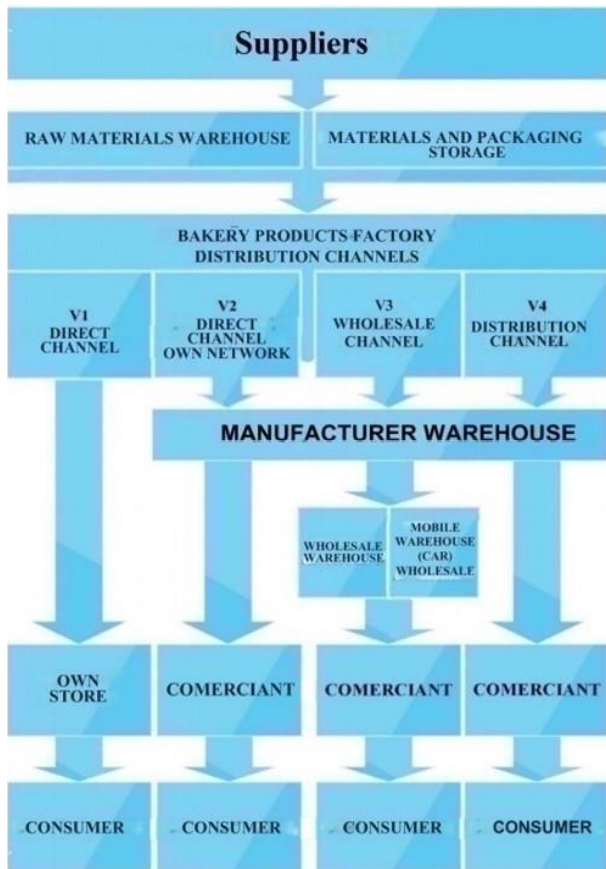 Suppliers
RAW MATERIALS WAREHOUSE
MATERIALS AND PACKAGING
STORAGE
BAKERY PRODUCTS FACTORY
DISTRIBUTION CHANNELS
V1
DIRECT
CHANNEL
V2
DIRECT
CHANNEL
OWN NETWORK
V3
WHOLESALE
CHANNEL
V4
DISTRIBUTION
CHANNEL
MANUFACTURER WAREHOUSE
WHOLESALE
WAREHOUSE
MOBILE
WAREHOUSE
(CAR)
WHOLESALE
OWN
STORE
COMERCIANT
COMERCIANT
COMERCIANT
CONSUMER
CONSUMER
CONSUMER
CONSUMER